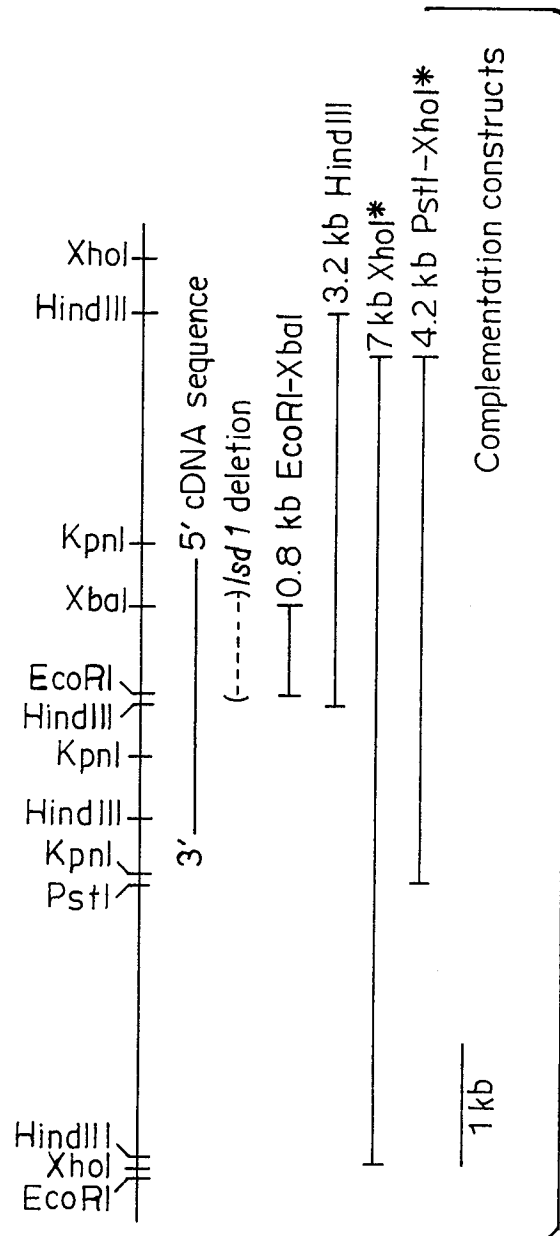 EcoRI
XhoI
HindIII
PstI
KpnI
HindIII
KpnI
HindIII
EcoRI
XbaI
KpnI
HindIII
XhoI
3' 5' cDNA sequence
(------)lsd 1 deletion
0.8 kb EcoRI-XbaI
3.2 kb HindIII
7 kb XhoI*
4.2 kb PstI-XhoI*
1 kb
Complementation constructs